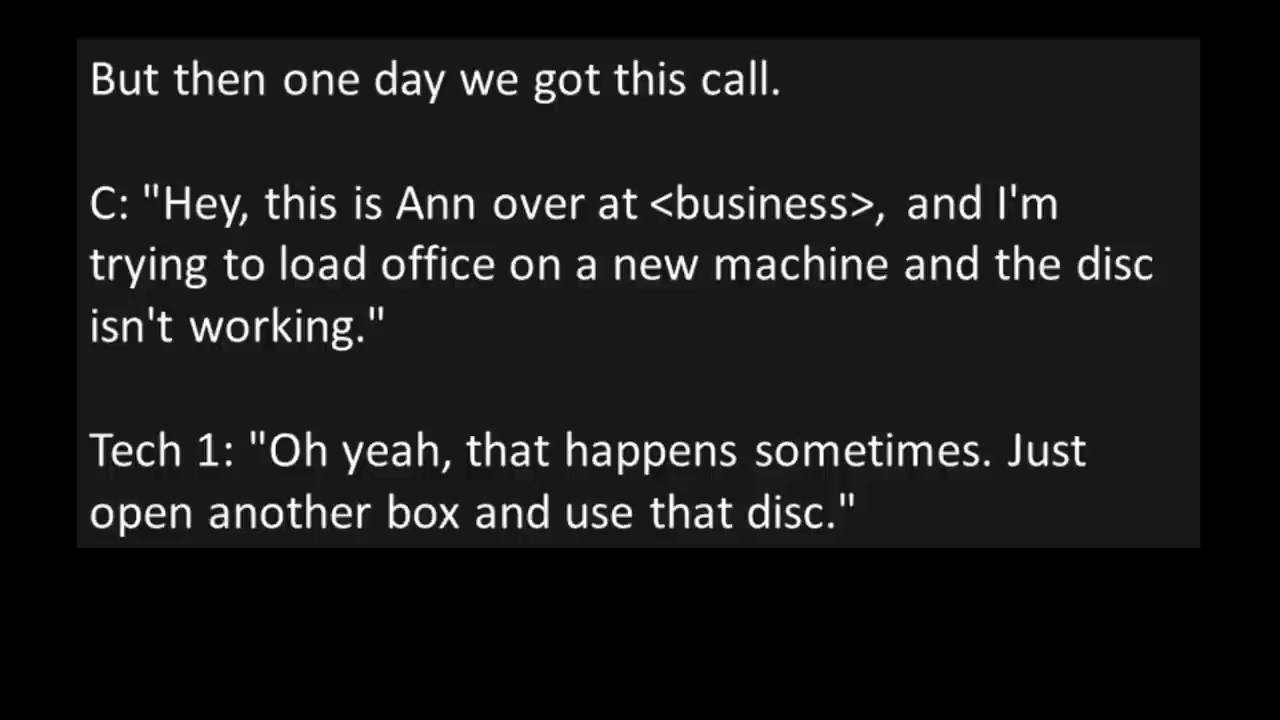 But then one day we got this call.
C: "Hey, this is Ann over at <business>, and I'm
trying to load office on a new machine and the disc
isn't working."
Tech 1: "Oh yeah, that happens sometimes. Just
open another box and use that disc."